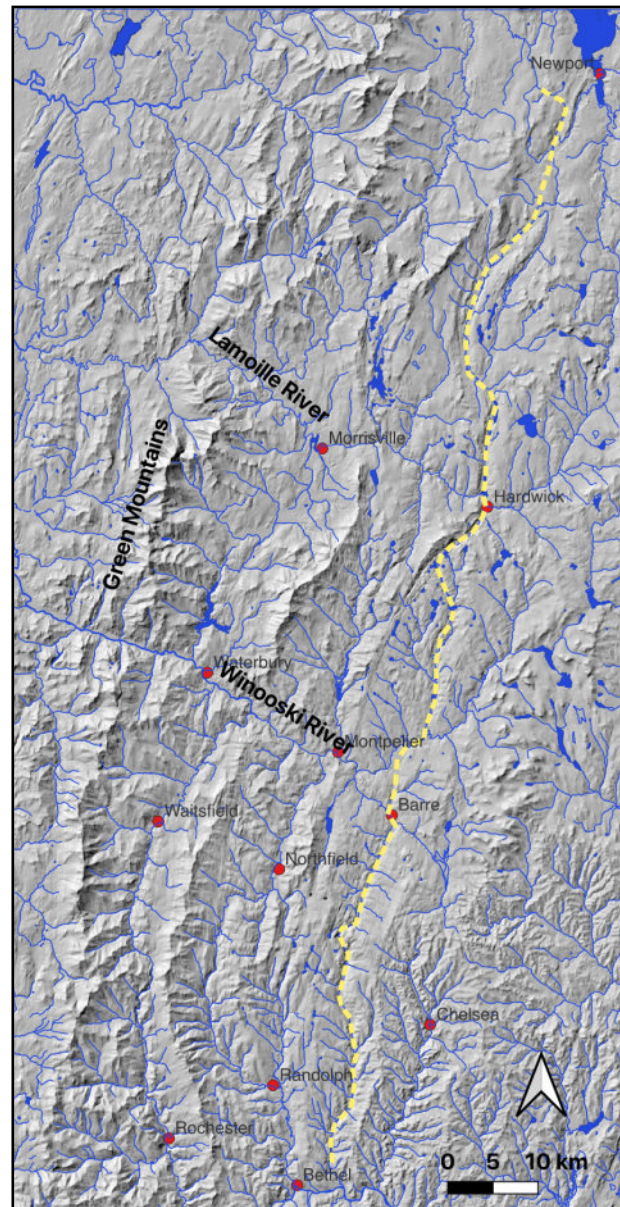 Newport
Lamoille River
Morrisville
Green Mountains
Hardwick
Waterbury
Winooski River
Montpelier
Barre
Waitsfield
Northfield
Chelsea
Randolph
Rochester
Bethel
0 5 10 km